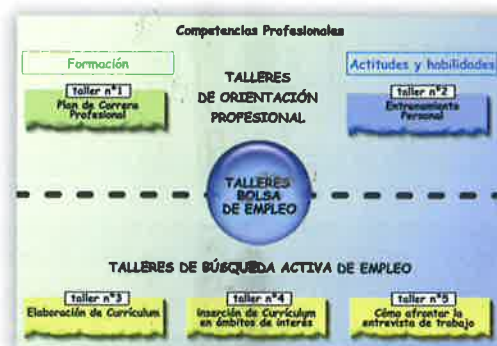 Competencias Profesionales
Formación
Actitudes y habilidades
taller nº1
Plan de Carrera
Profesional
TALLERES
DE ORIENTACIÓN
PROFESIONAL
taller nº2
Entrenamiento
Personal
TALLERES
BOLSA
DE EMPLEO
TALLERES DE BÚSQUEDA ACTIVA DE EMPLEO
taller nº3
Elaboración de Currículum
taller nº4
Inserción de Currículum
en ámbitos de interés
taller nº5
Cómo afrontar la
entrevista de trabajo